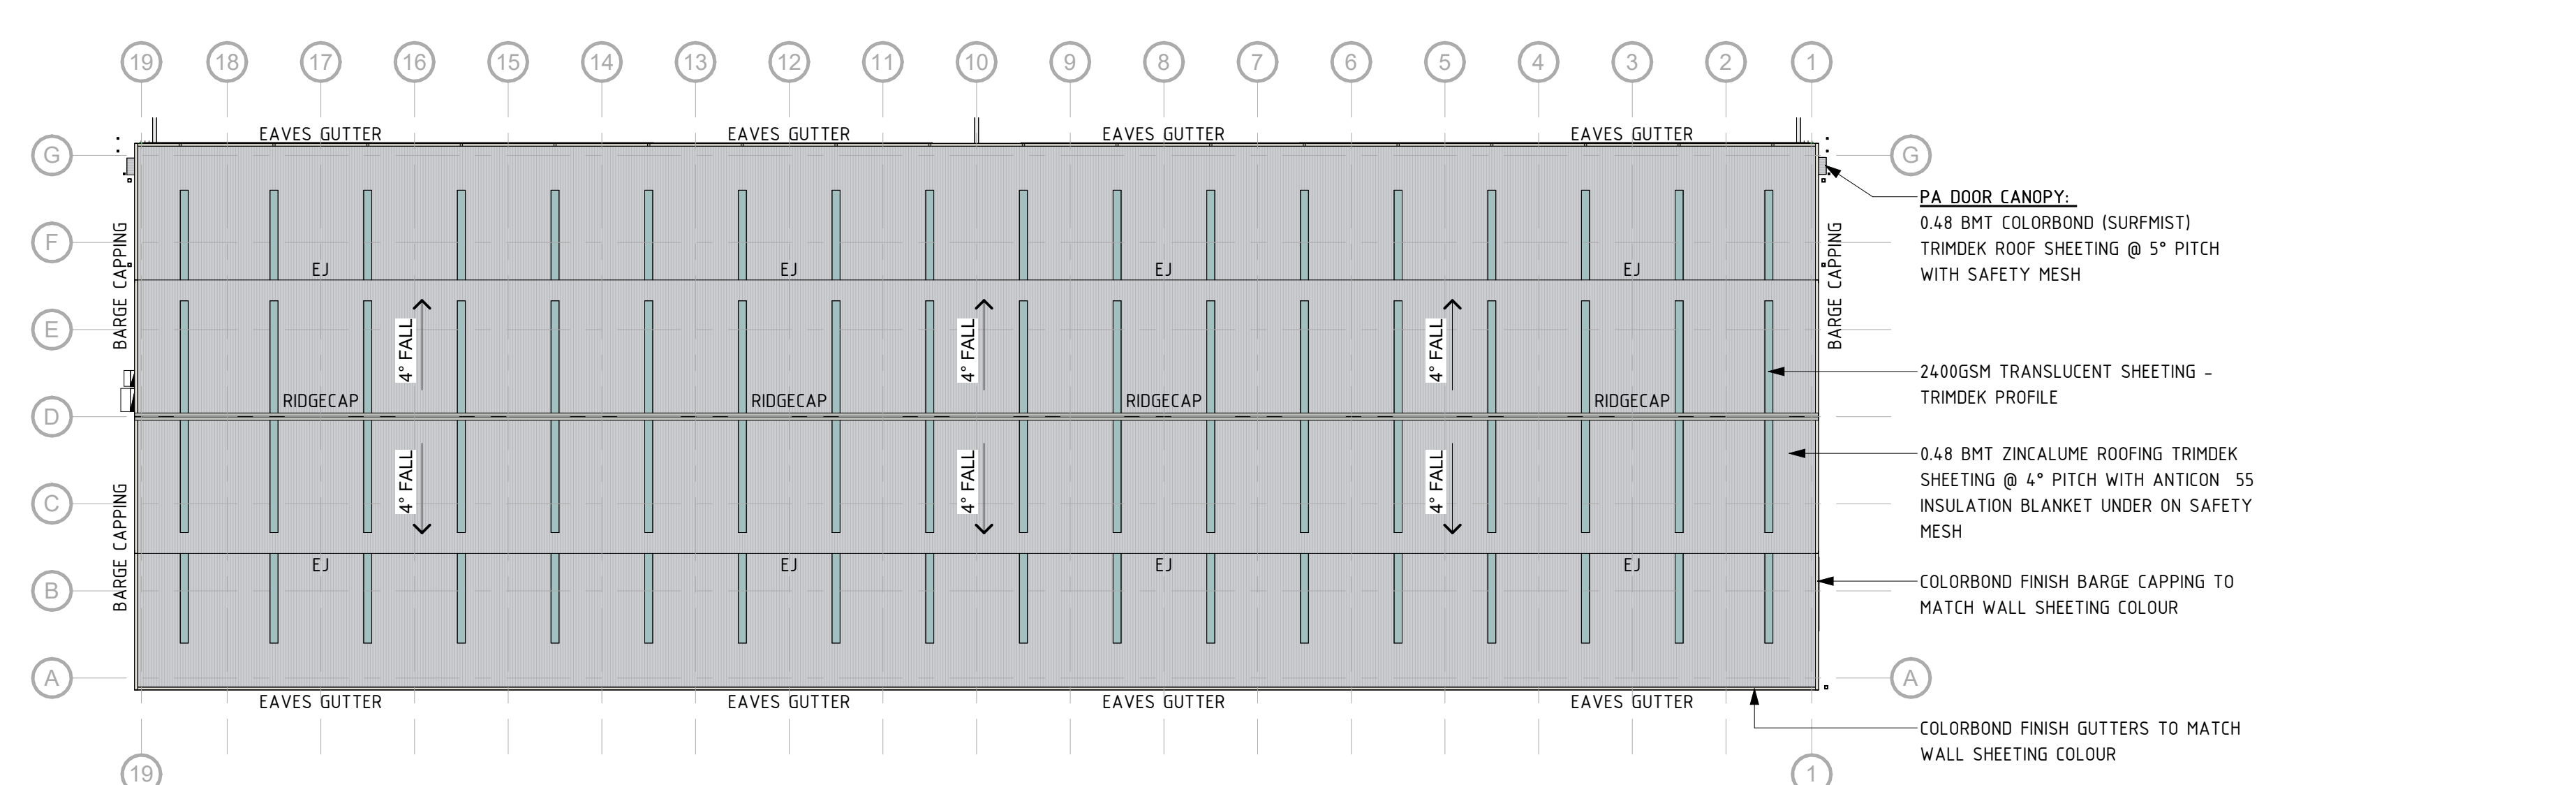 19 18 17 16 15 14 13 12 11 10 9 8 7 6 5 4 3 2 1
EAVES GUTTER EAVES GUTTER EAVES GUTTER EAVES GUTTER
G G
PA DOOR CANOPY:
0.48 BMT COLORBOND (SURFMIST)
TRIMDEK ROOF SHEETING @ 5° PITCH
WITH SAFETY MESH
F
BARGE CAPPING
BARGE CAPPING
EJ EJ EJ EJ
E
4° FALL 4° FALL 4° FALL
2400GSM TRANSLUCENT SHEETING -
TRIMDEK PROFILE
RIDGECAP RIDGECAP RIDGECAP RIDGECAP
D
0.48 BMT ZINCALUME ROOFING TRIMDEK
SHEETING @ 4° PITCH WITH ANTICON 55
INSULATION BLANKET UNDER ON SAFETY
MESH
4° FALL 4° FALL 4° FALL
C
BARGE CAPPING
EJ EJ EJ EJ
B
COLORBOND FINISH BARGE CAPPING TO
MATCH WALL SHEETING COLOUR
A A
EAVES GUTTER EAVES GUTTER EAVES GUTTER EAVES GUTTER
COLORBOND FINISH GUTTERS TO MATCH
WALL SHEETING COLOUR
19 1